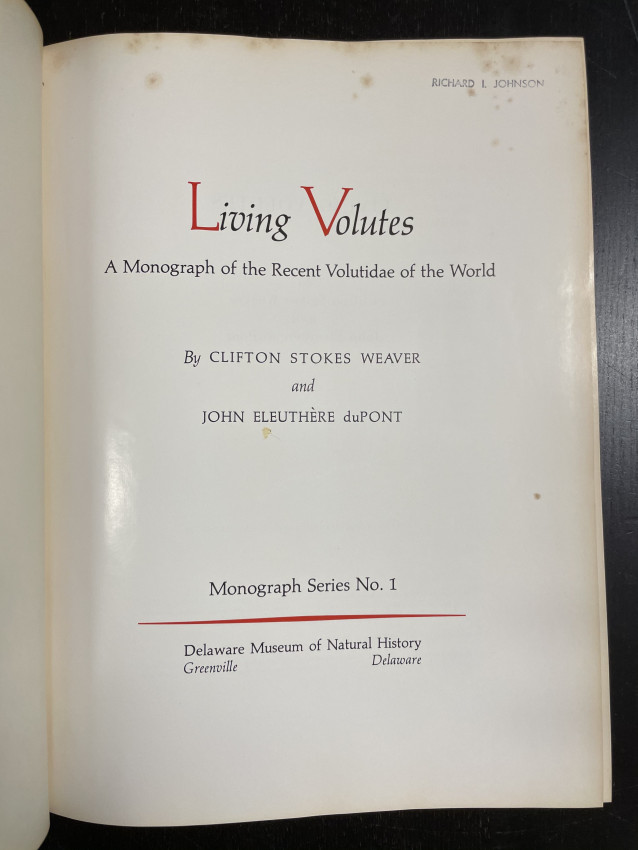 RICHARD I. JOHNSON
Living Volutes
A Monograph of the Recent Volutidae of the World
By CLIFTON STOKES WEAVER
and
JOHN ELEUTHÈRE duPONT
Monograph Series No. 1
Delaware Museum of Natural History
Greenville Delaware